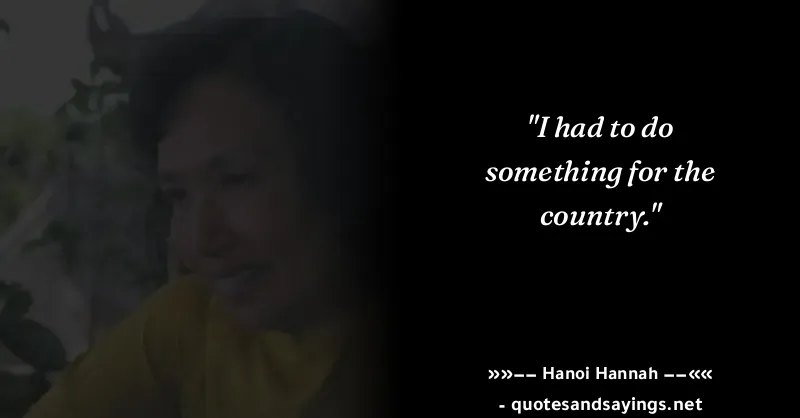 "I had to do
something for the
country."
»»−− Hanoi Hannah −−««
- quotesandsayings.net